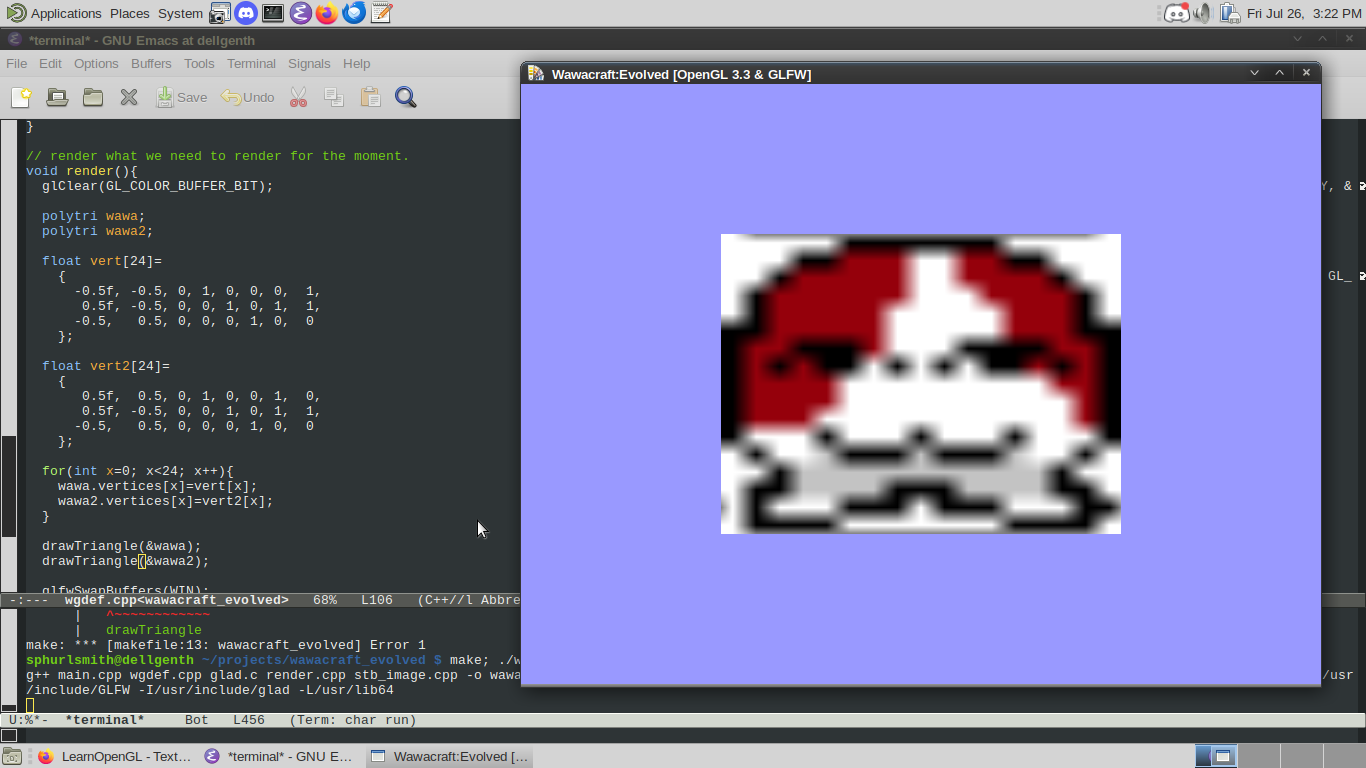 Applications Places System Fri Jul 26, 3:22 PM
*terminal* - GNU Emacs at dellgenth
File Edit Options Buffers Tools Terminal Signals Help
Save Undo
Wawacraft:Evolved [OpenGL 3.3 & GLFW]
}
// render what we need to render for the moment.
void render(){
glClear(GL_COLOR_BUFFER_BIT);
Y, &
polytri wawa;
polytri wawa2;
float vert[24]=
{
GL_
-0.5f, -0.5, 0, 1, 0, 0, 0, 1,
0.5f, -0.5, 0, 0, 1, 0, 1, 1,
-0.5, 0.5, 0, 0, 0, 1, 0, 0
};
float vert2[24]=
{
0.5f, 0.5, 0, 1, 0, 0, 1, 0,
0.5f, -0.5, 0, 0, 1, 0, 1, 1,
-0.5, 0.5, 0, 0, 0, 1, 0, 0
};
for(int x=0; x<24; x++){
wawa.vertices[x]=vert[x];
wawa2.vertices[x]=vert2[x];
}
drawTriangle(&wawa);
drawTriangle(&wawa2);
glfwSwapBuffers(WIN);
-:--- wgdef.cpp<wawacraft_evolved> 68% L106 (C++//l Abbre
| ^~~~~~~~~~~~~
| drawTriangle
make: *** [makefile:13: wawacraft_evolved] Error 1
sphurlsmith@dellgenth ~/projects/wawacraft_evolved $ make; ./w
g++ main.cpp wgdef.cpp glad.c render.cpp stb_image.cpp -o wawa /usr
/include/GLFW -I/usr/include/glad -L/usr/lib64
U:%*- *terminal* Bot L456 (Term: char run)
LearnOpenGL - Text... *terminal* - GNU E... Wawacraft:Evolved [...